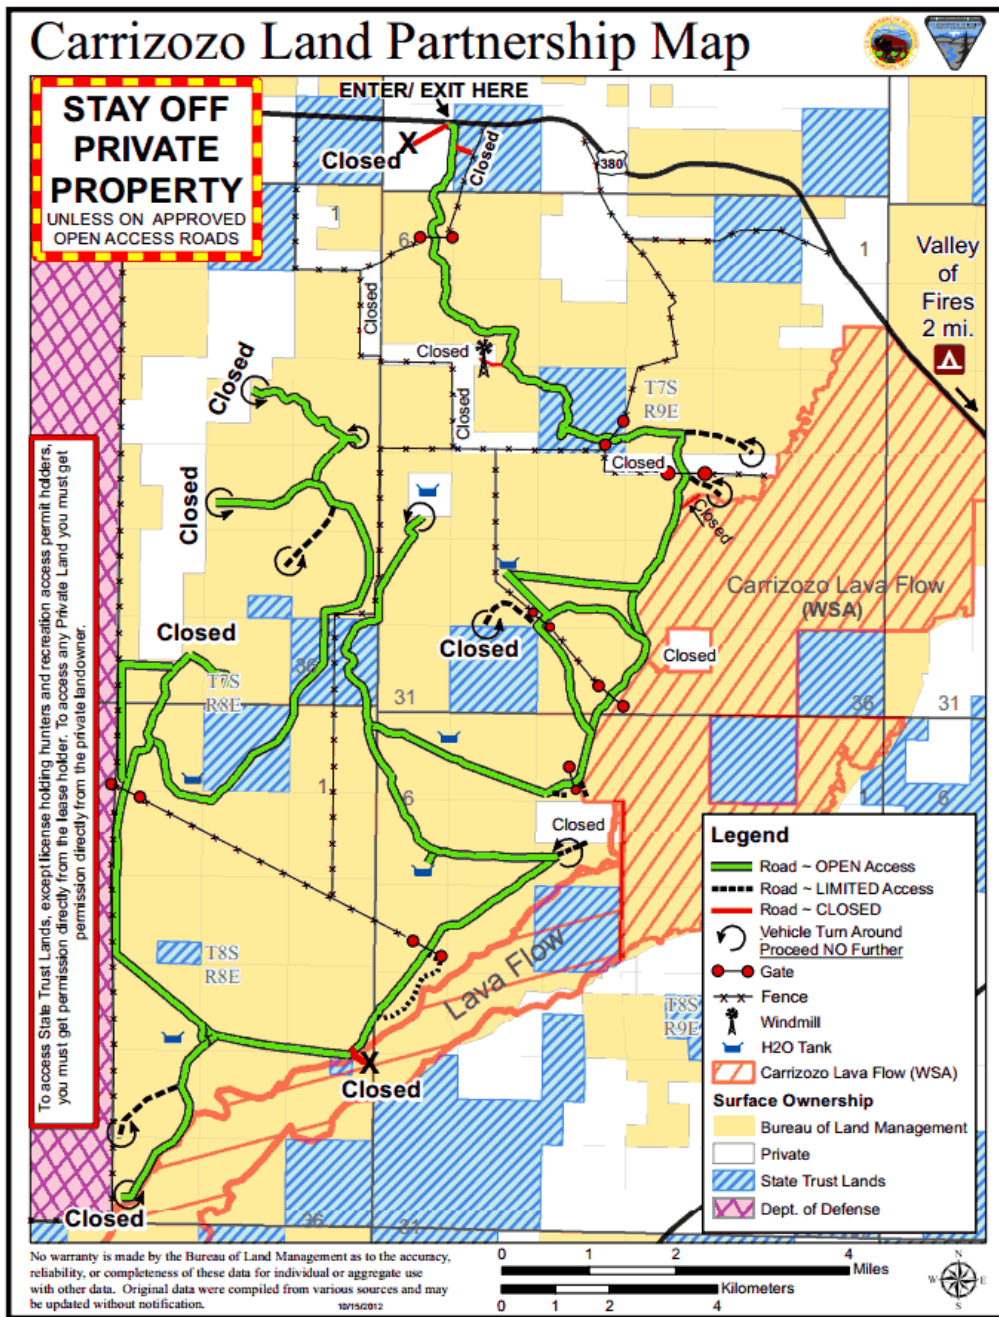 Carrizozo Land Partnership Map
STAY OFF
PRIVATE
PROPERTY
UNLESS ON APPROVED
OPEN ACCESS ROADS
ENTER/ EXIT HERE
Closed
X
Closed
380
1
6
1
Valley
of
Fires
2 mi.
Closed
Closed
Closed
Closed
T7S
R9E
Closed
Closed
Closed
Carrizozo Lava Flow
(WSA)
Closed
Closed
Closed
36
T7S
R8E
31
36
31
1
6
1
6
Closed
To access State Trust Lands, except license holding hunters and recreation access permit holders,
you must get permission directly from the lease holder. To access any Private Land you must get
permission directly from the private landowner.
T8S
R8E
Lava Flow
T8S
R9E
X
Closed
Closed
36
31
Legend
Road ~ OPEN Access
Road ~ LIMITED Access
Road ~ CLOSED
Vehicle Turn Around
Proceed NO Further
Gate
Fence
Windmill
H2O Tank
Carrizozo Lava Flow (WSA)
Surface Ownership
Bureau of Land Management
Private
State Trust Lands
Dept. of Defense
No warranty is made by the Bureau of Land Management as to the accuracy,
reliability, or completeness of these data for individual or aggregate use
with other data. Original data were compiled from various sources and may
be updated without notification.
10/15/2012
0 1 2 4
Miles
Kilometers
0 1 2 4
N
W E
S